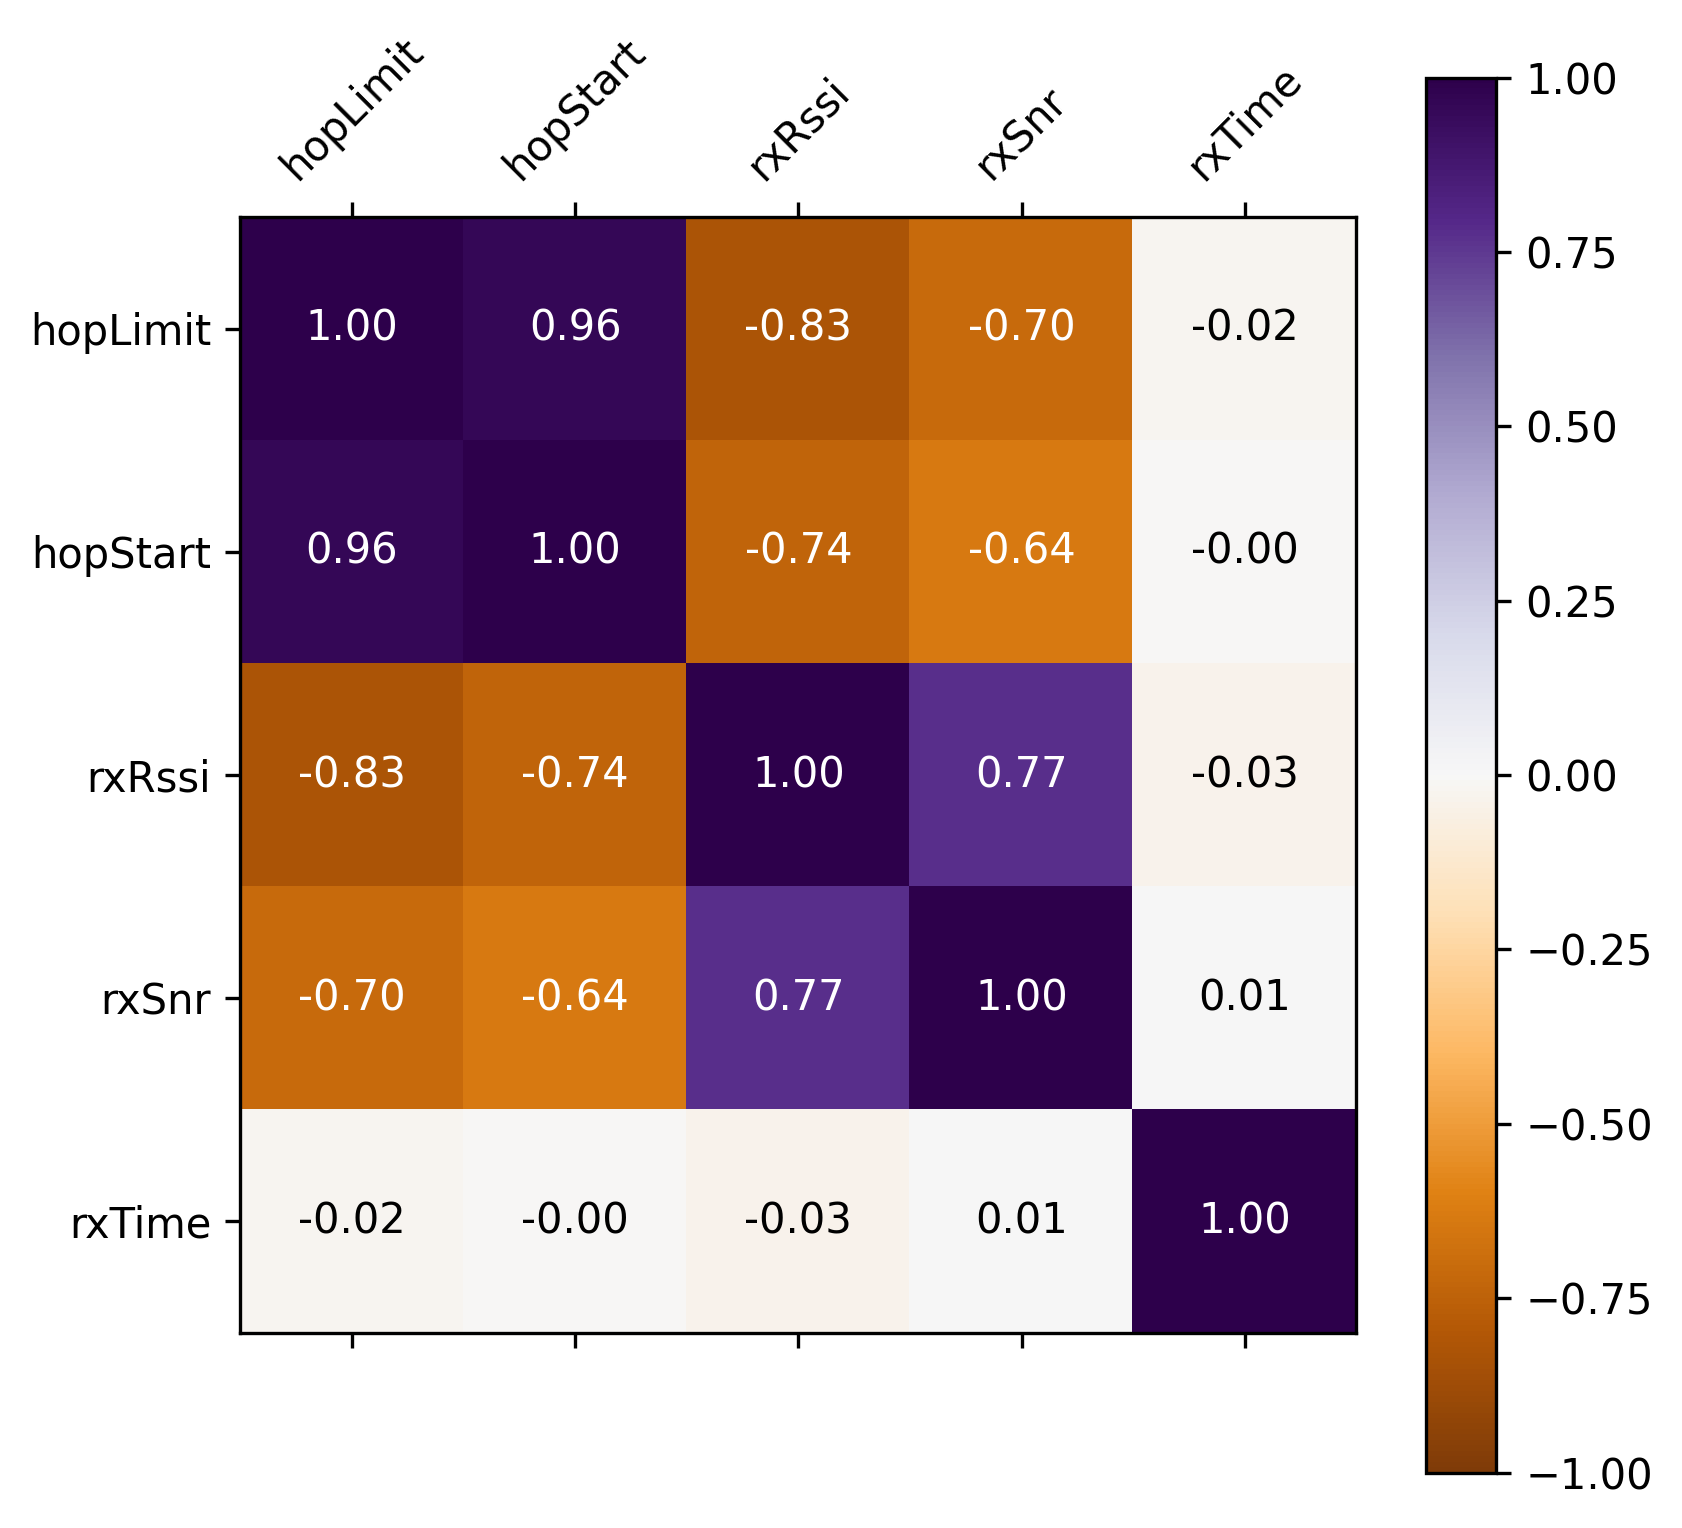 hopLimit hopStart rxRssi rxSnr rxTime
hopLimit 1.00 0.96 -0.83 -0.70 -0.02
hopStart 0.96 1.00 -0.74 -0.64 -0.00
rxRssi -0.83 -0.74 1.00 0.77 -0.03
rxSnr -0.70 -0.64 0.77 1.00 0.01
rxTime -0.02 -0.00 -0.03 0.01 1.00
1.00
0.75
0.50
0.25
0.00
−0.25
−0.50
−0.75
−1.00